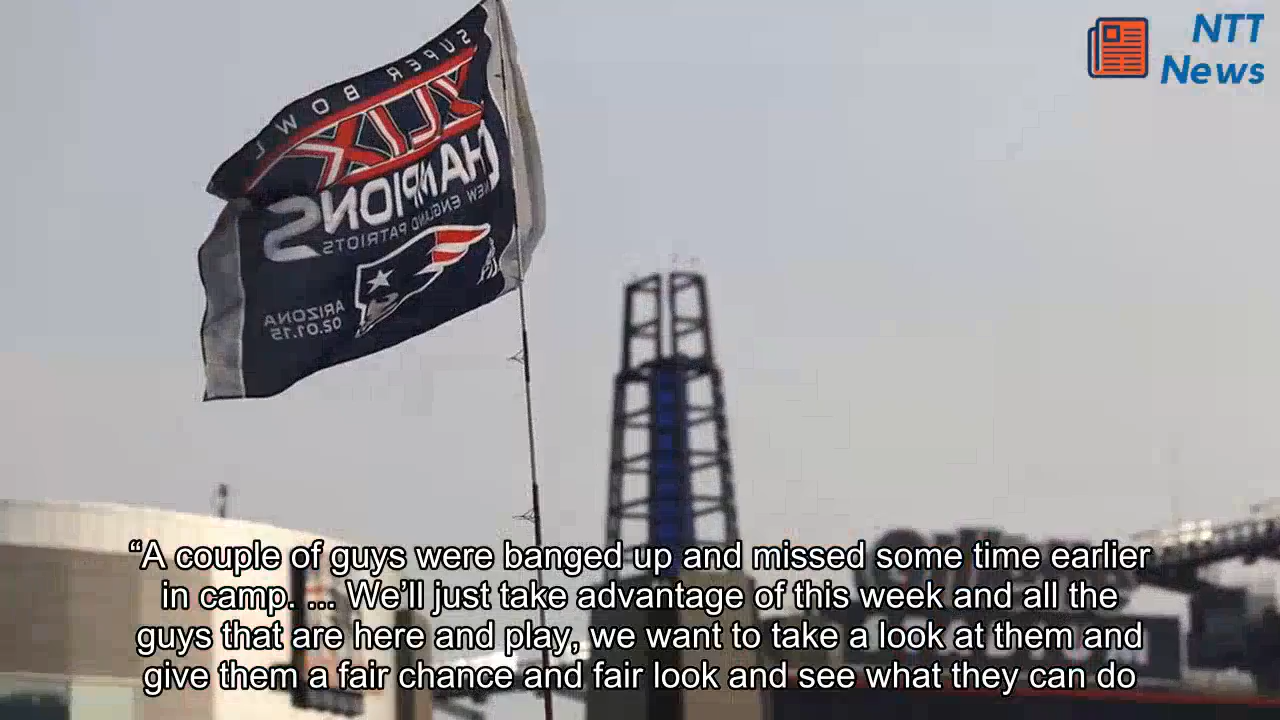 NTT
News
SUPER BOWL
XLIX
CHAMPIONS
NEW ENGLAND PATRIOTS
ARIZONA
02.01.15
“A couple of guys were banged up and missed some time earlier
in camp. ... We’ll just take advantage of this week and all the
guys that are here and play, we want to take a look at them and
give them a fair chance and fair look and see what they can do